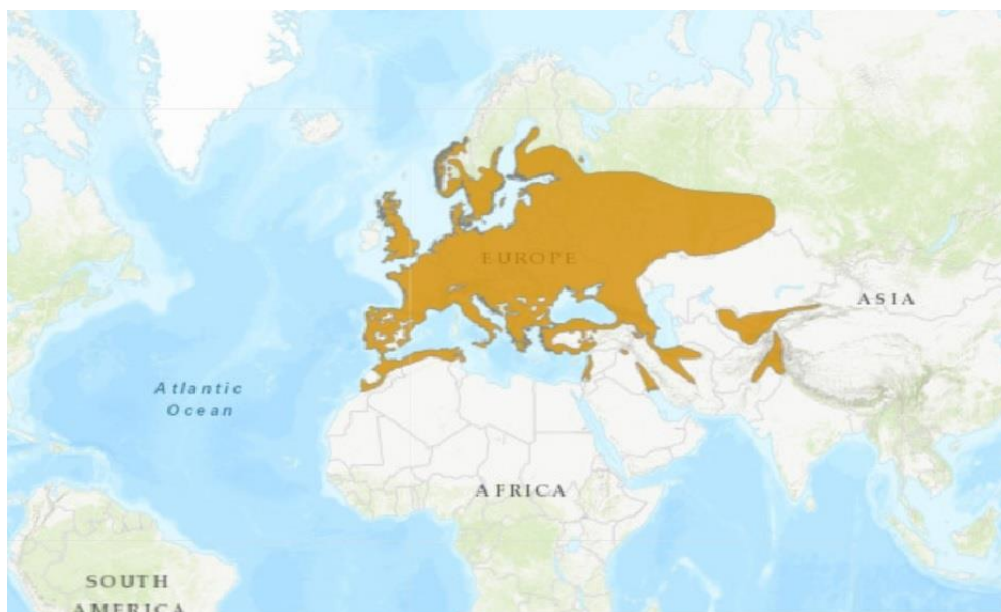 EUROPE
ASIA
Atlantic
Ocean
AFRICA
SOUTH
AMERICA